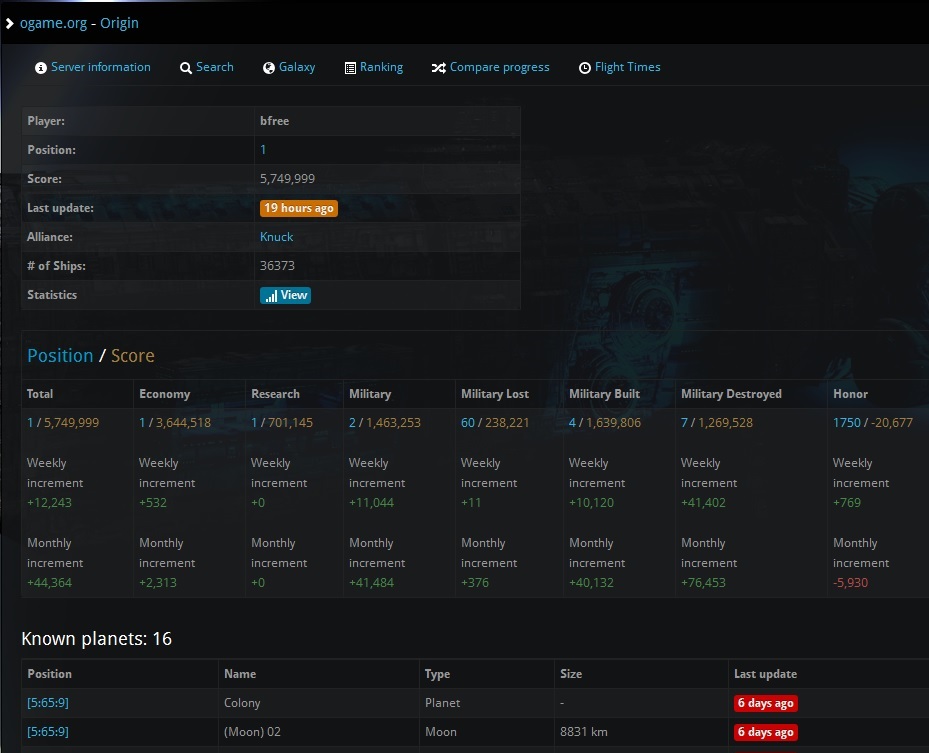 ogame.org - Origin
Server information Search Galaxy Ranking Compare progress Flight Times
Player: bfree
Position: 1
Score: 5,749,999
Last update: 19 hours ago
Alliance: Knuck
# of Ships: 36373
Statistics View
Position / Score
Total Economy Research Military Military Lost Military Built Military Destroyed Honor
1 / 5,749,999 1 / 3,644,518 1 / 701,145 2 / 1,463,253 60 / 238,221 4 / 1,639,806 7 / 1,269,528 1750 / -20,677
Weekly Weekly Weekly Weekly Weekly Weekly Weekly Weekly
increment increment increment increment increment increment increment increment
+12,243 +532 +0 +11,044 +11 +10,120 +41,402 +769
Monthly Monthly Monthly Monthly Monthly Monthly Monthly Monthly
increment increment increment increment increment increment increment increment
+44,364 +2,313 +0 +41,484 +376 +40,132 +76,453 -5,930
Known planets: 16
Position Name Type Size Last update
[5:65:9] Colony Planet - 6 days ago
[5:65:9] (Moon) 02 Moon 8831 km 6 days ago